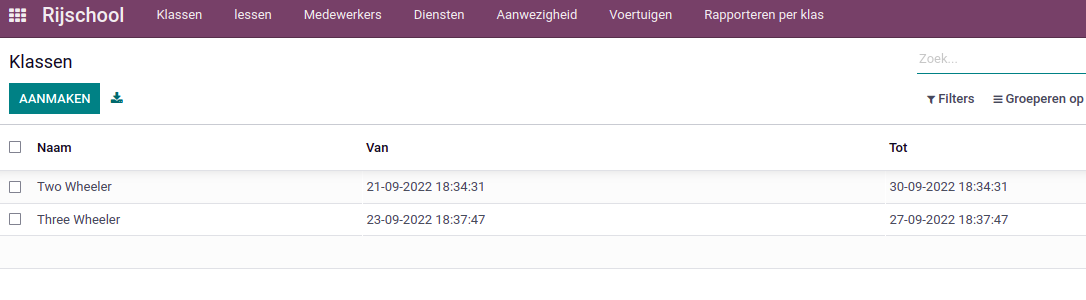 Rijschool Klassen lessen Medewerkers Diensten Aanwezigheid Voertuigen Rapporteren per klas
Klassen Zoek...
AANMAKEN Filters Groeperen op
Naam Van Tot
Two Wheeler 21-09-2022 18:34:31 30-09-2022 18:34:31
Three Wheeler 23-09-2022 18:37:47 27-09-2022 18:37:47